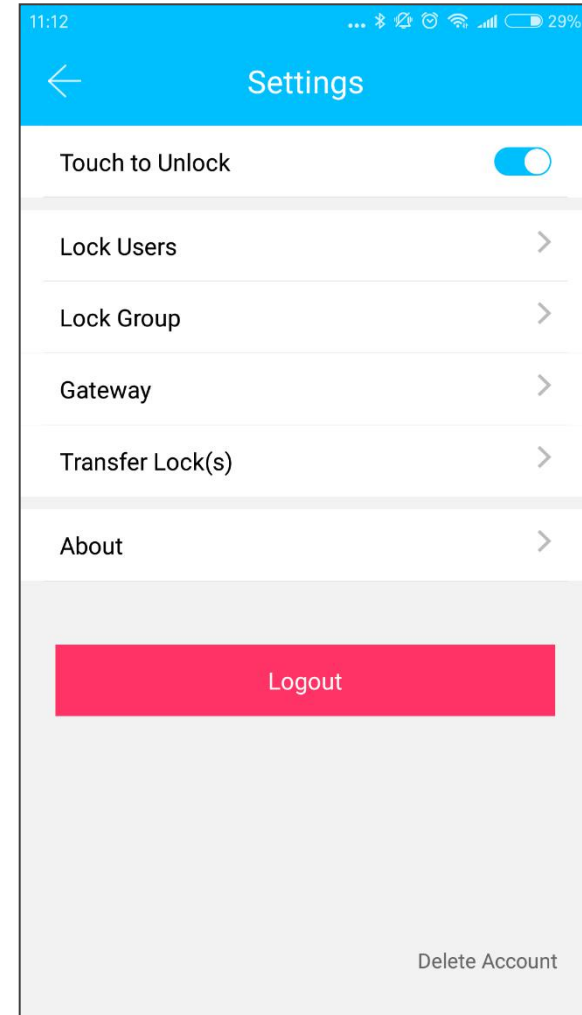 11:12 ... 29%
Settings
Touch to Unlock
Lock Users
Lock Group
Gateway
Transfer Lock(s)
About
Logout
Delete Account